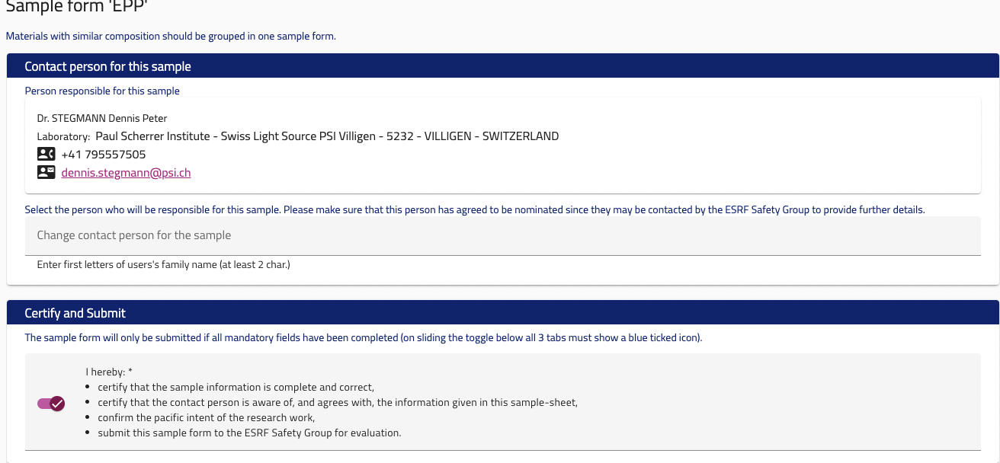 Sample form 'EPP'
Materials with similar composition should be grouped in one sample form.
Contact person for this sample
Person responsible for this sample
Dr. STEGMANN Dennis Peter
Laboratory: Paul Scherrer Institute - Swiss Light Source PSI Villigen - 5232 - VILLIGEN - SWITZERLAND
+41 795557505
dennis.stegmann@psi.ch
Select the person who will be responsible for this sample. Please make sure that this person has agreed to be nominated since they may be contacted by the ESRF Safety Group to provide further details.
Change contact person for the sample
Enter first letters of users's family name (at least 2 char.)
Certify and Submit
The sample form will only be submitted if all mandatory fields have been completed (on sliding the toggle below all 3 tabs must show a blue ticked icon).
I hereby: *
• certify that the sample information is complete and correct,
• certify that the contact person is aware of, and agrees with, the information given in this sample-sheet,
• confirm the pacific intent of the research work,
• submit this sample form to the ESRF Safety Group for evaluation.